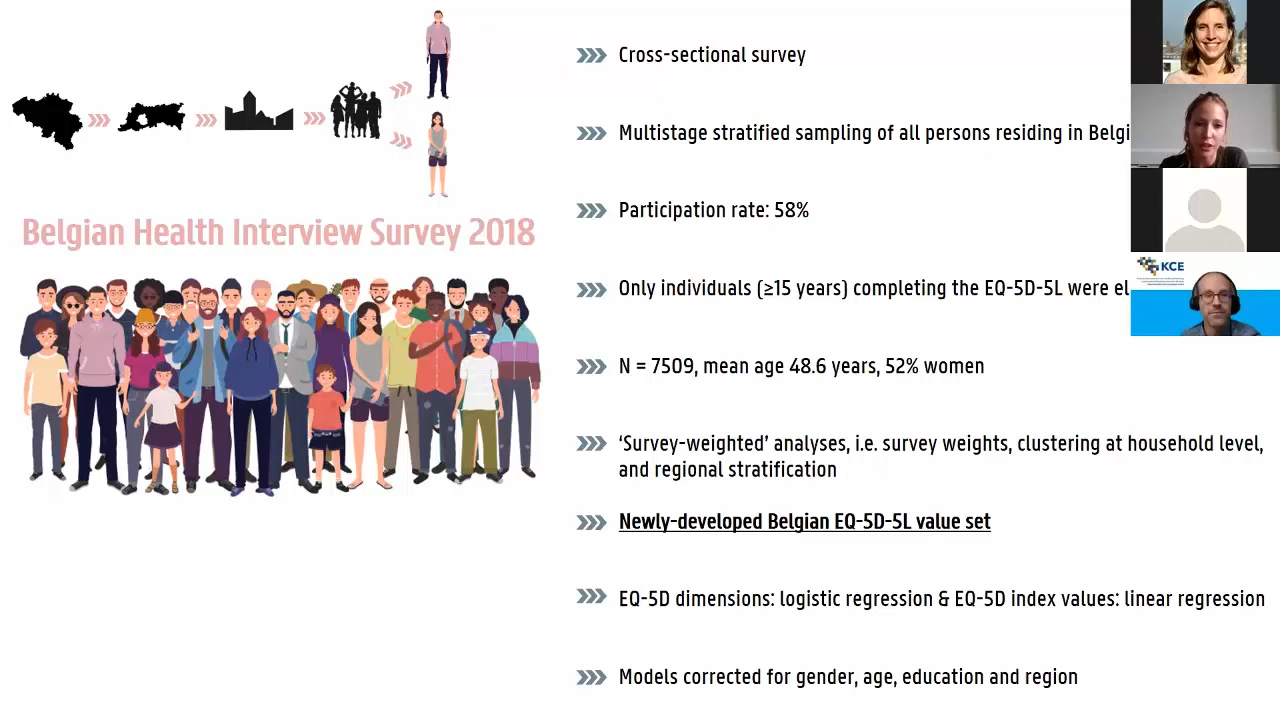 Cross-sectional survey
Multistage stratified sampling of all persons residing in
Belgian Health Interview Survey 2018
Participation rate: 58%
KCE
Only individuals (≥15 years) completing the EQ-5D-5L were
N = 7509, mean age 48.6 years, 52% women
‘Survey-weighted’ analyses, i.e. survey weights, clustering at household level,
and regional stratification
Newly-developed Belgian EQ-5D-5L value set
EQ-5D dimensions: logistic regression & EQ-5D index values: linear regression
Models corrected for gender, age, education and region